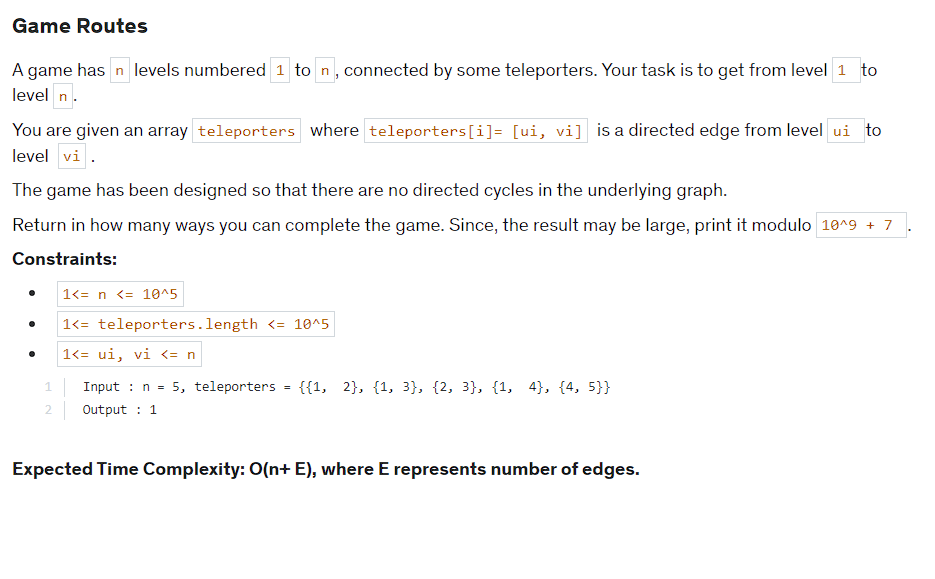 Game Routes
A game has n levels numbered 1 to n, connected by some teleporters. Your task is to get from level 1 to
level n.
You are given an array teleporters where teleporters[i]= [ui, vi] is a directed edge from level ui to
level vi .
The game has been designed so that there are no directed cycles in the underlying graph.
Return in how many ways you can complete the game. Since, the result may be large, print it modulo 10^9 + 7 .
Constraints:
• 1<= n <= 10^5
• 1<= teleporters.length <= 10^5
• 1<= ui, vi <= n
1 Input : n = 5, teleporters = {{1,  2}, {1, 3}, {2, 3}, {1,  4}, {4, 5}}
2 Output : 1
Expected Time Complexity: O(n+ E), where E represents number of edges.